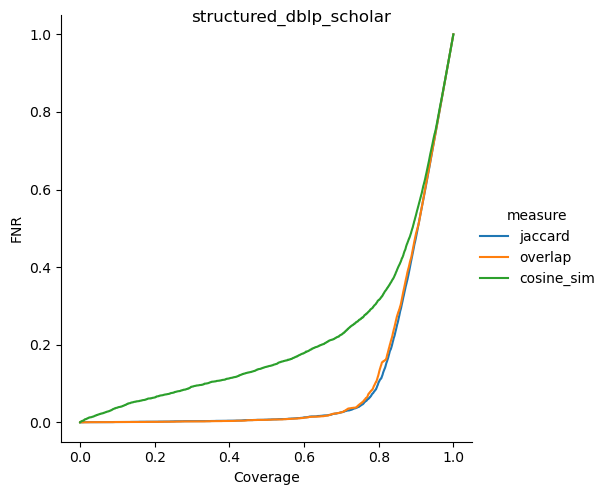 structured_dblp_scholar
1.0
0.8
0.6
0.4
0.2
0.0
FNR
0.0 0.2 0.4 0.6 0.8 1.0
Coverage
measure
jaccard
overlap
cosine_sim